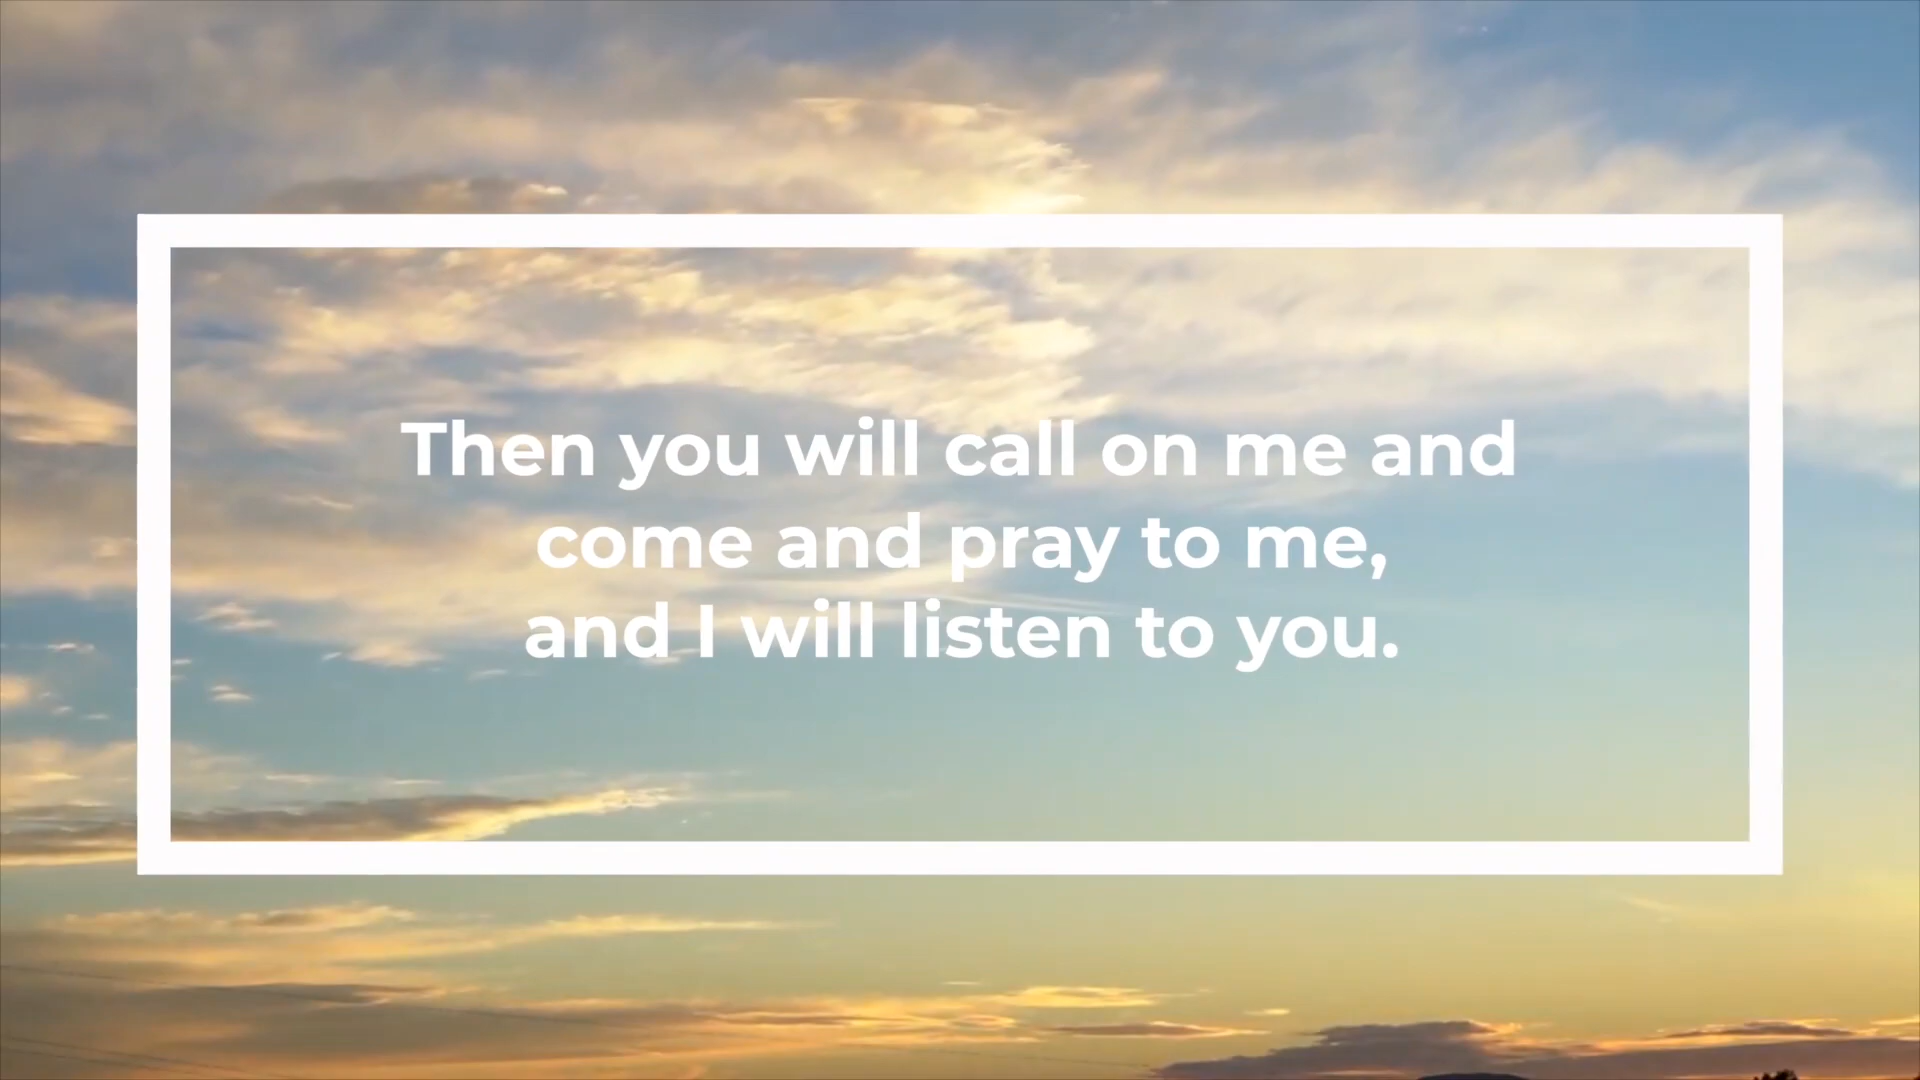 Then you will call on me and
come and pray to me,
and I will listen to you.